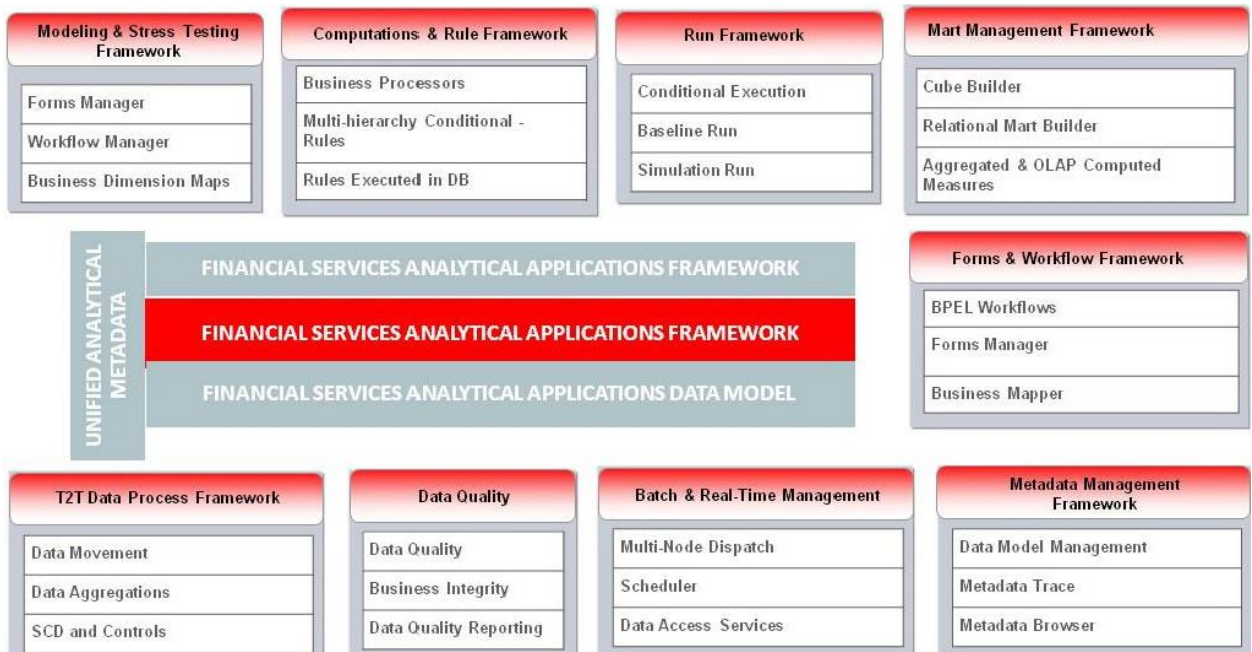 Modeling & Stress Testing
Framework
Forms Manager
Workflow Manager
Business Dimension Maps
Computations & Rule Framework
Business Processors
Multi-hierarchy Conditional -
Rules
Rules Executed in DB
Run Framework
Conditional Execution
Baseline Run
Simulation Run
Mart Management Framework
Cube Builder
Relational Mart Builder
Aggregated & OLAP Computed
Measures
UNIFIED ANALYTICAL
METADATA
FINANCIAL SERVICES ANALYTICAL APPLICATIONS FRAMEWORK
FINANCIAL SERVICES ANALYTICAL APPLICATIONS FRAMEWORK
FINANCIAL SERVICES ANALYTICAL APPLICATIONS DATA MODEL
Forms & Workflow Framework
BPEL Workflows
Forms Manager
Business Mapper
T2T Data Process Framework
Data Movement
Data Aggregations
SCD and Controls
Data Quality
Data Quality
Business Integrity
Data Quality Reporting
Batch & Real-Time Management
Multi-Node Dispatch
Scheduler
Data Access Services
Metadata Management
Framework
Data Model Management
Metadata Trace
Metadata Browser